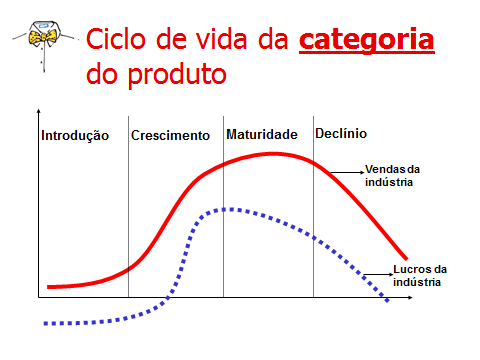 Ciclo de vida da categoria
do produto
Introdução
Crescimento
Maturidade
Declínio
Vendas da
indústria
Lucros da
indústria